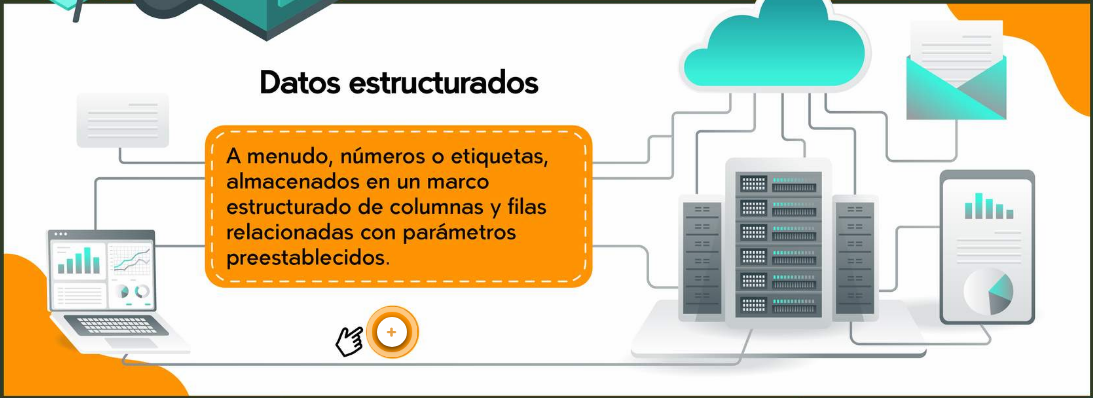 Datos estructurados
A menudo, números o etiquetas,
almacenados en un marco
estructurado de columnas y filas
relacionadas con parámetros
preestablecidos.
+